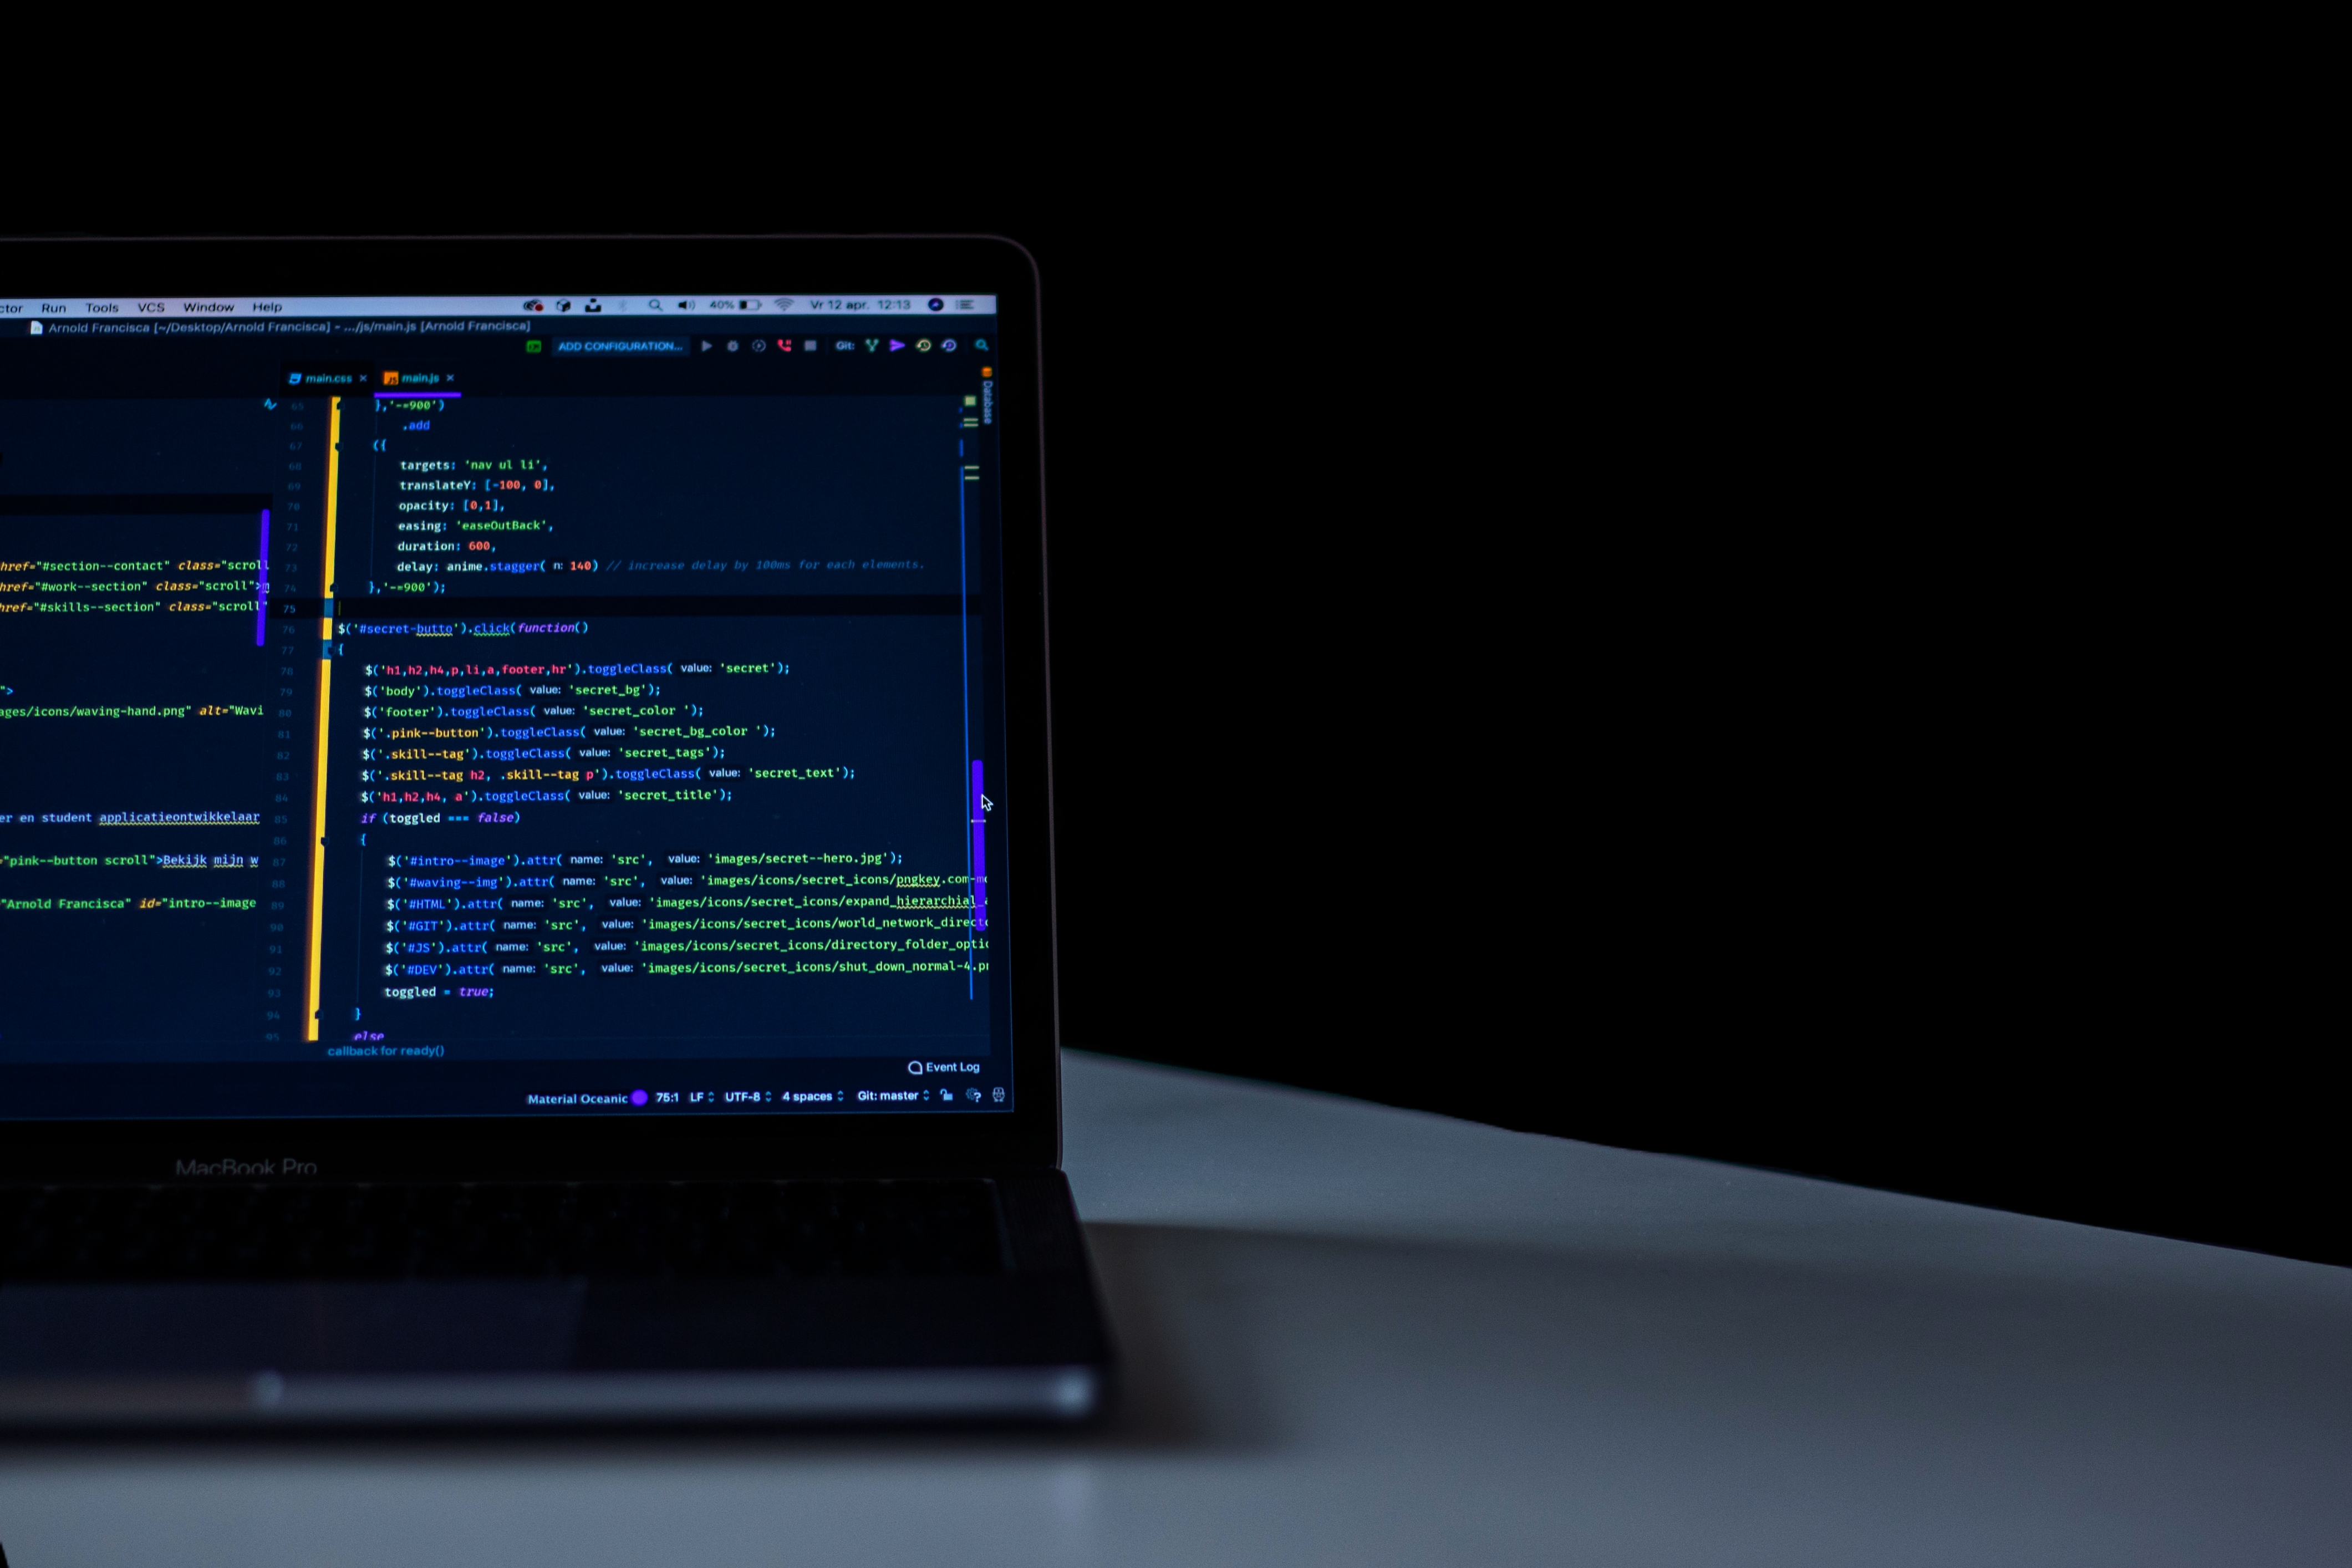 ctor Run Tools VCS Window Help 40% Vr 12 apr. 12:13
Arnold Francisca [~/Desktop/Arnold Francisca] - .../js/main.js [Arnold Francisca]
ADD CONFIGURATION... Git:
main.css × main.js ×
Database
href="#section--contact" class="scroll
href="#work--section" class="scroll">m
href="#skills--section" class="scroll"
">
ages/icons/waving-hand.png" alt="Wavi
er en student applicatieontwikkelaar
="pink--button scroll">Bekijk mijn w
"Arnold Francisca" id="intro--image
65 },'-=900')
66 .add
67 ({
68 targets: 'nav ul li',
69 translateY: [-100, 0],
70 opacity: [0,1],
71 easing: 'easeOutBack',
72 duration: 600,
73 delay: anime.stagger( n: 140) // increase delay by 100ms for each elements.
74 },'-=900');
75
76 $('#secret-butto').click(function()
77 {
78 $('h1,h2,h4,p,li,a,footer,hr').toggleClass( value: 'secret');
79 $('body').toggleClass( value: 'secret_bg');
80 $('footer').toggleClass( value: 'secret_color ');
81 $('.pink--button').toggleClass( value: 'secret_bg_color ');
82 $('.skill--tag').toggleClass( value: 'secret_tags');
83 $('.skill--tag h2, .skill--tag p').toggleClass( value: 'secret_text');
84 $('h1,h2,h4, a').toggleClass( value: 'secret_title');
85 if (toggled === false)
86 {
87 $('#intro--image').attr( name: 'src', value: 'images/secret--hero.jpg');
88 $('#waving--img').attr( name: 'src', value: 'images/icons/secret_icons/pngkey.com-m
89 $('#HTML').attr( name: 'src', value: 'images/icons/secret_icons/expand_hierarchial_a
90 $('#GIT').attr( name: 'src', value: 'images/icons/secret_icons/world_network_direct
91 $('#JS').attr( name: 'src', value: 'images/icons/secret_icons/directory_folder_optio
92 $('#DEV').attr( name: 'src', value: 'images/icons/secret_icons/shut_down_normal-4.pn
93 toggled = true;
94 }
95 else
callback for ready()
Event Log
Material Oceanic 75:1 LF UTF-8 4 spaces Git: master
MacBook Pro